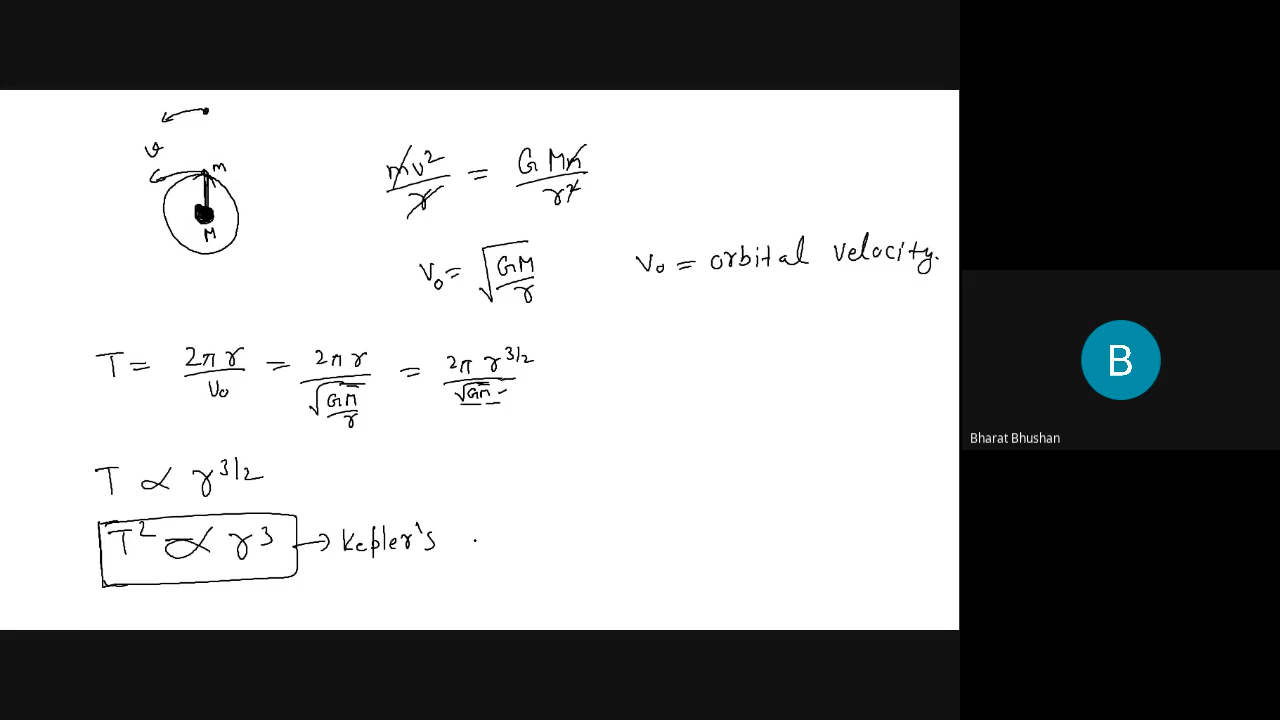 v
m
M
mv²/r = GMm/r²
v₀ = √(GM/r)
v₀ = orbital velocity.
T = 2πr/v₀ = 2πr/√(GM/r) = 2π r^3/2/√GM
T ∝ r^3/2
T² ∝ r³ → Kepler's
B
Bharat Bhushan